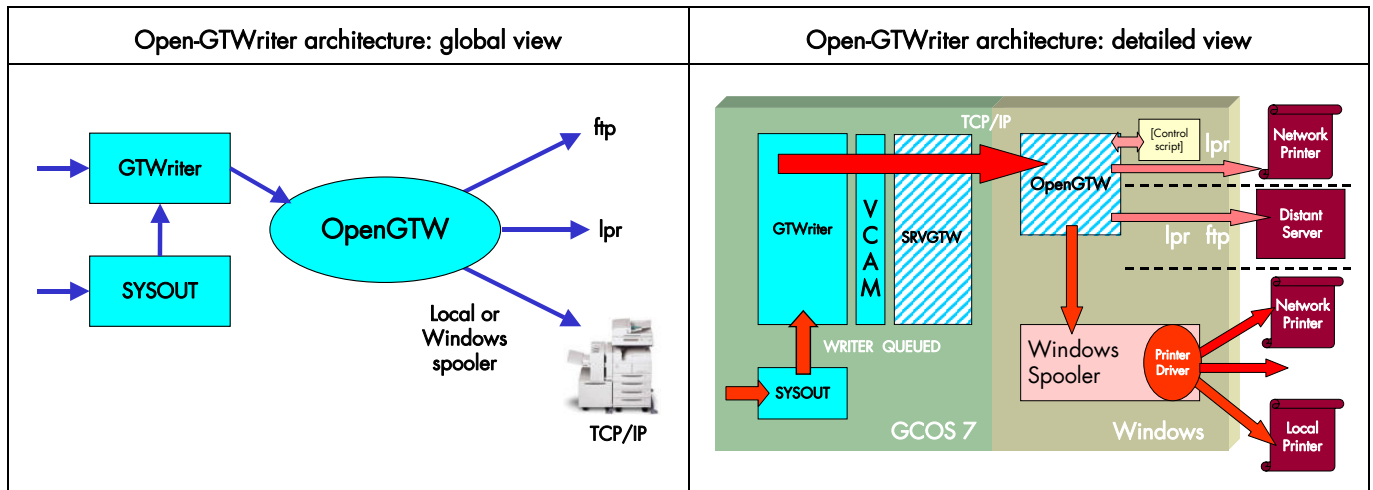 Open-GTWriter architecture: global view
GTWriter
SYSOUT
OpenGTW
ftp
lpr
Local or
Windows
spooler
TCP/IP
Open-GTWriter architecture: detailed view
TCP/IP
GTWriter
V
C
A
M
SRVGTW
OpenGTW
[Control
script]
lpr
Network
Printer
lpr ftp
Distant
Server
WRITER QUEUED
SYSOUT
Windows
Spooler
Printer
Driver
Network
Printer
Local
Printer
GCOS 7
Windows